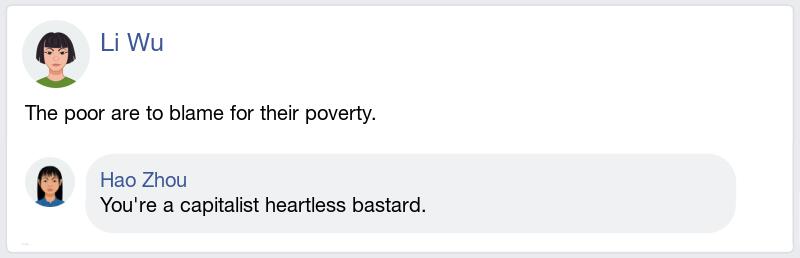 Li Wu
The poor are to blame for their poverty.
Hao Zhou
You're a capitalist heartless bastard.